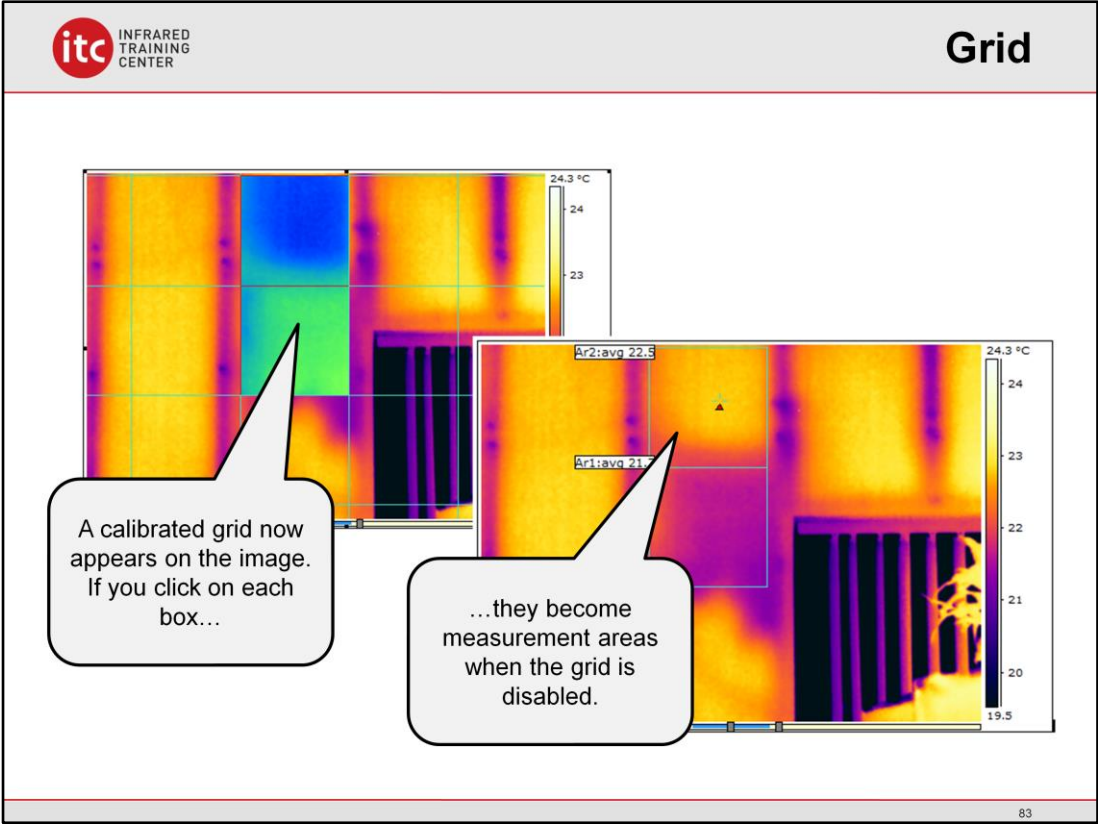 itc INFRARED
TRAINING
CENTER
Grid
24.3 °C
24
23
A calibrated grid now
appears on the image.
If you click on each
box…
Ar2:avg 22.5
Ar1:avg 21.
24.3 °C
24
23
22
21
20
19.5
…they become
measurement areas
when the grid is
disabled.
83